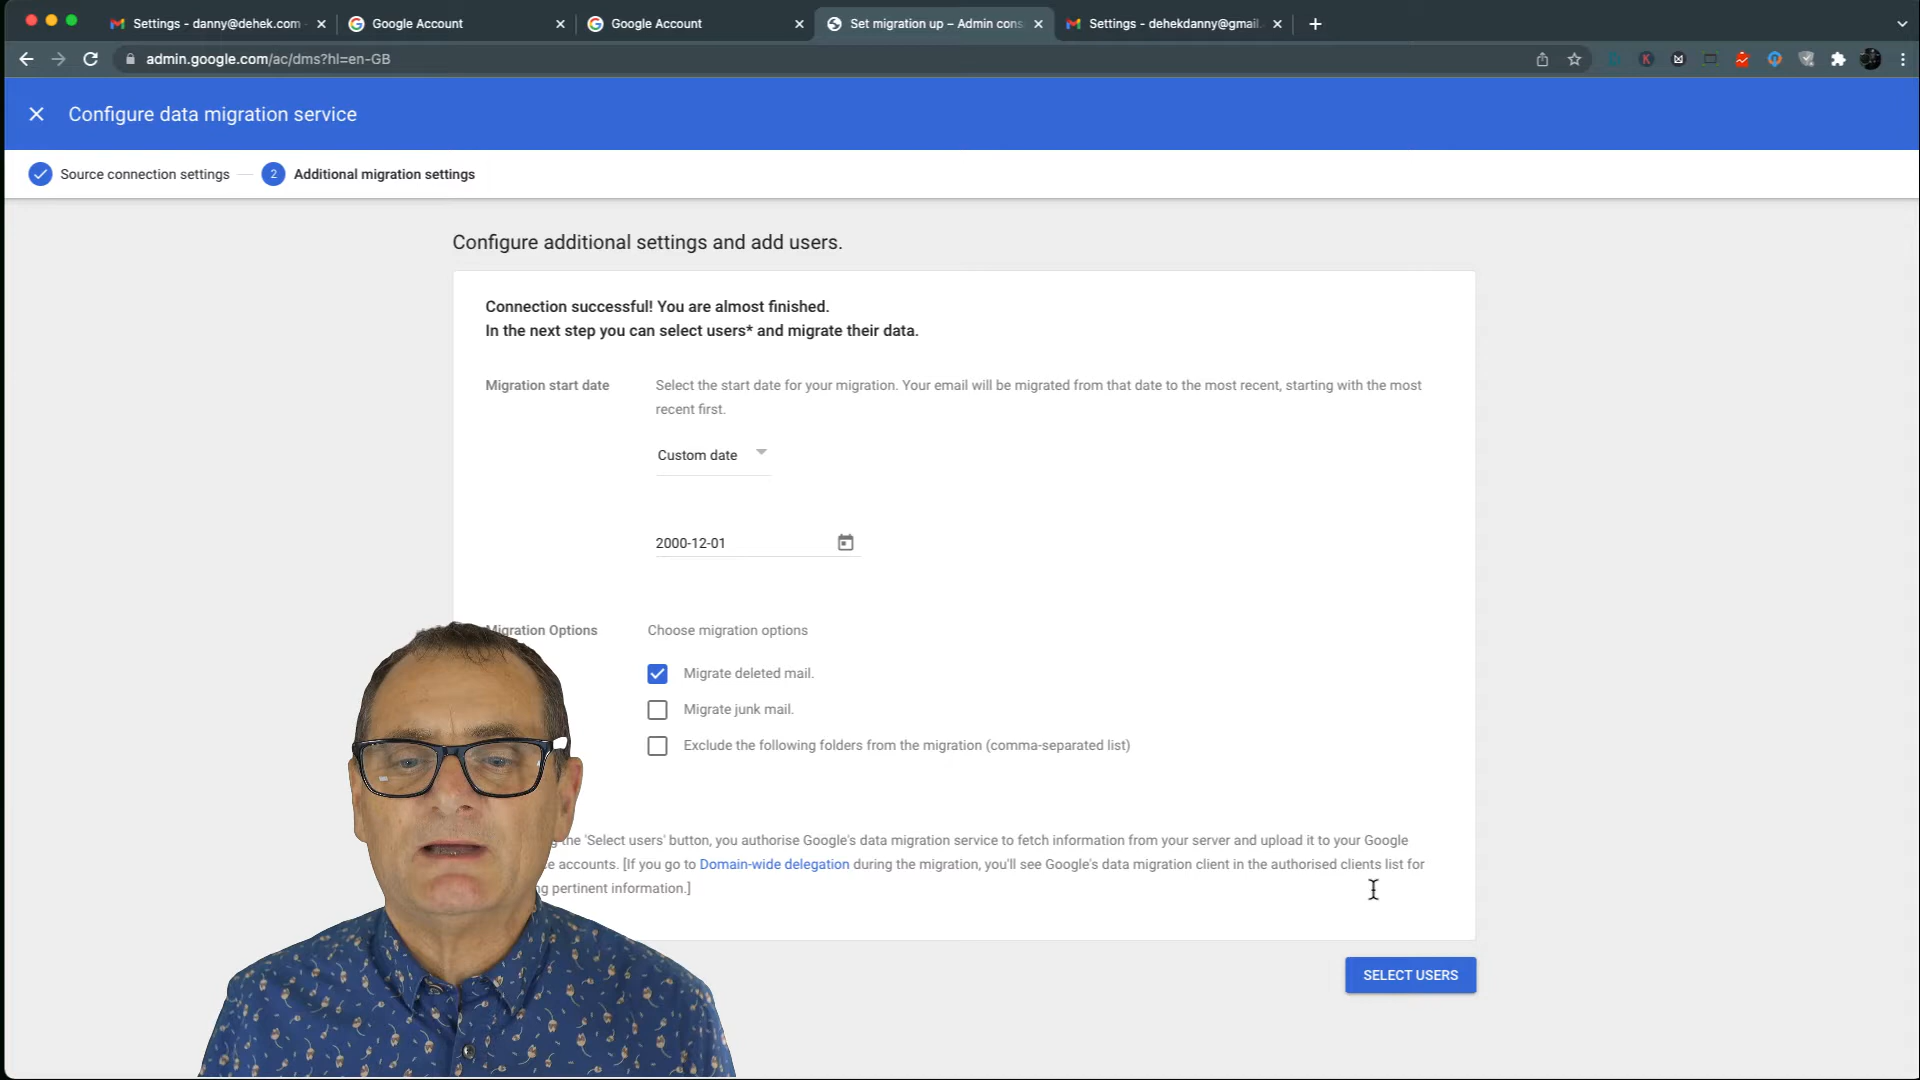 Settings - danny@dehek.com
Google Account
Google Account
Set migration up – Admin cons
Settings - dehekdanny@gmail.
admin.google.com/ac/dms?hl=en-GB
Configure data migration service
Source connection settings
2
Additional migration settings
Configure additional settings and add users.
Connection successful! You are almost finished.
In the next step you can select users* and migrate their data.
Migration start date
Select the start date for your migration. Your email will be migrated from that date to the most recent, starting with the most
recent first.
Custom date
2000-12-01
Migration Options
Choose migration options
Migrate deleted mail.
Migrate junk mail.
Exclude the following folders from the migration (comma-separated list)
the 'Select users' button, you authorise Google's data migration service to fetch information from your server and upload it to your Google
accounts. [If you go to Domain-wide delegation during the migration, you'll see Google's data migration client in the authorised clients list for
pertinent information.]
SELECT USERS